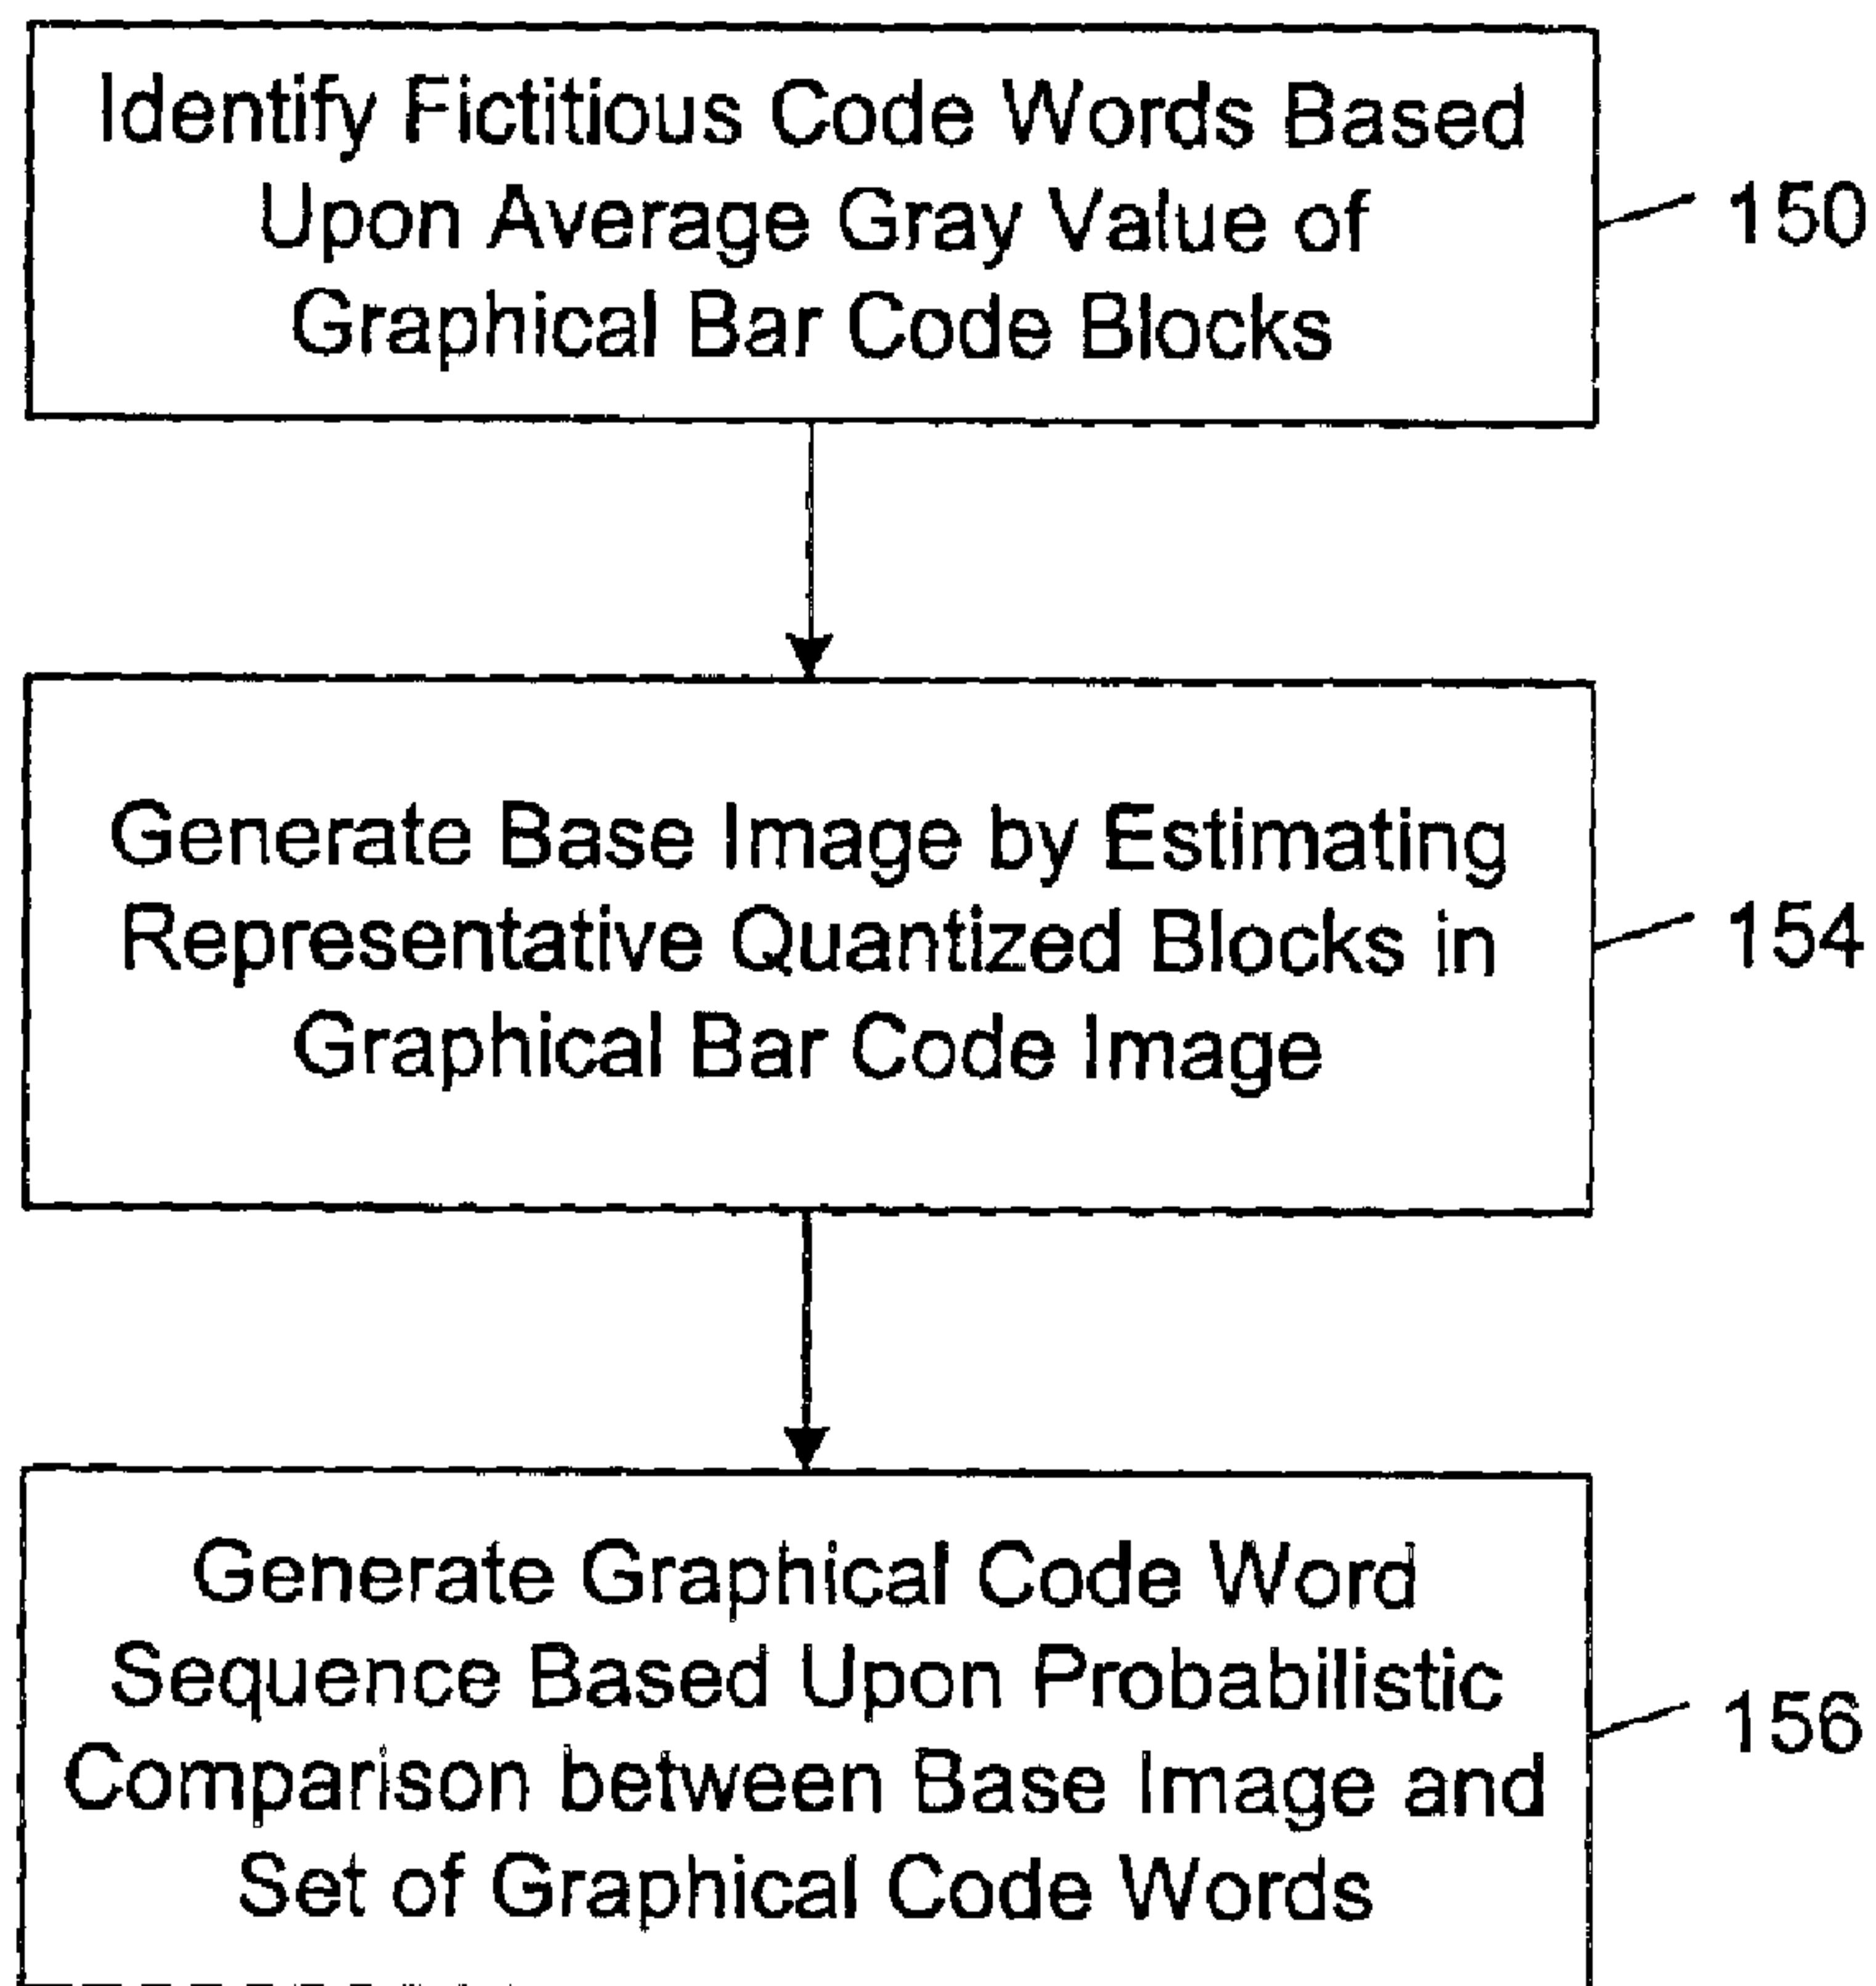 Identify Fictitious Code Words Based
Upon Average Gray Value of
Graphical Bar Code Blocks
150
Generate Base Image by Estimating
Representative Quantized Blocks in
Graphical Bar Code Image
154
Generate Graphical Code Word
Sequence Based Upon Probabilistic
Comparison between Base Image and
Set of Graphical Code Words
156